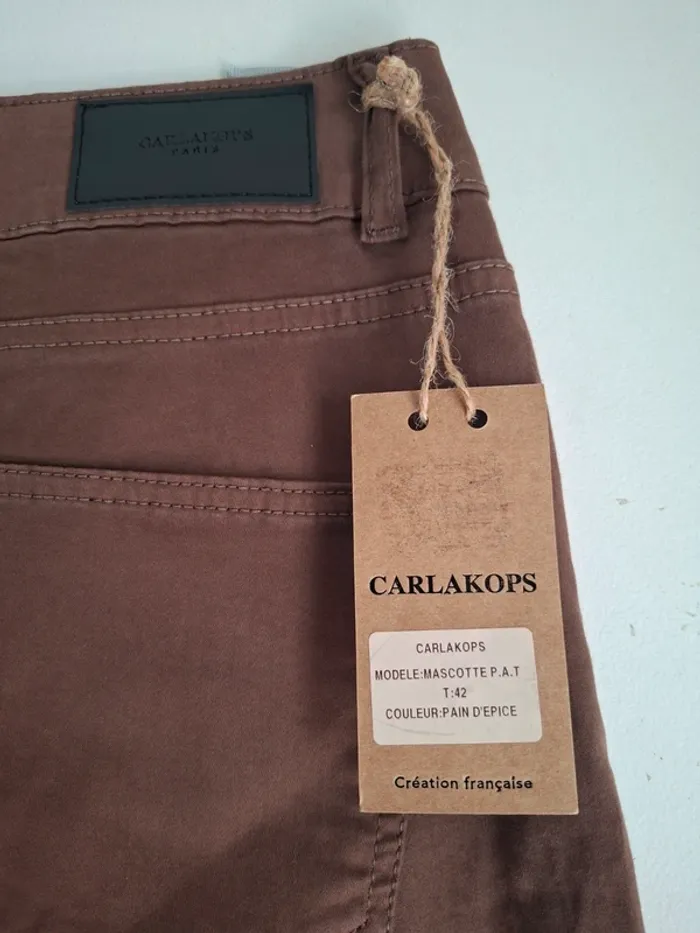 CARLAKOPS
Paris
CARLAKOPS
CARLAKOPS
MODELE:MASCOTTE P.A.T
T:42
COULEUR:PAIN D'EPICE
Création française